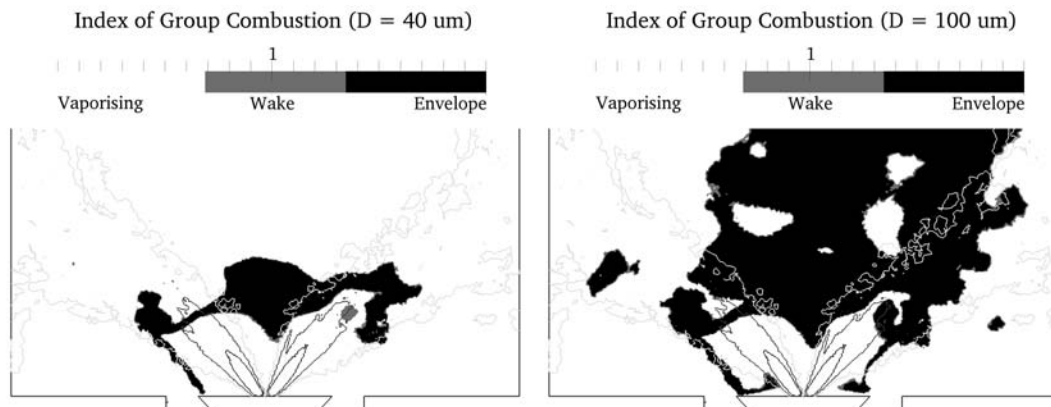 Index of Group Combustion (D = 40 um)
1
Vaporising Wake Envelope
Index of Group Combustion (D = 100 um)
1
Vaporising Wake Envelope